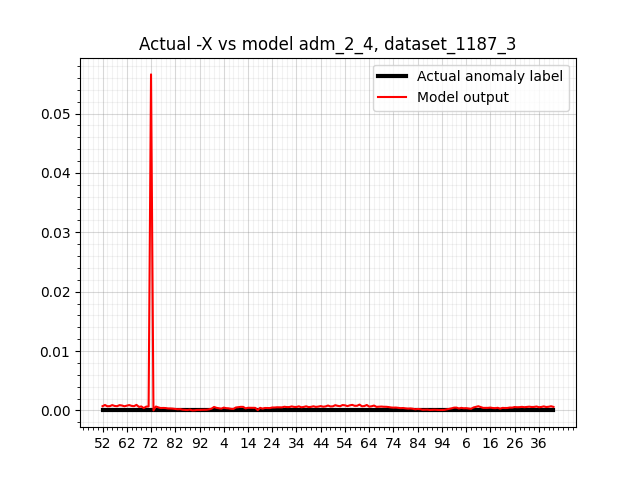 Actual -X vs model adm_2_4, dataset_1187_3
Actual anomaly label
Model output
0.05
0.04
0.03
0.02
0.01
0.00
52 62 72 82 92 4 14 24 34 44 54 64 74 84 94 6 16 26 36